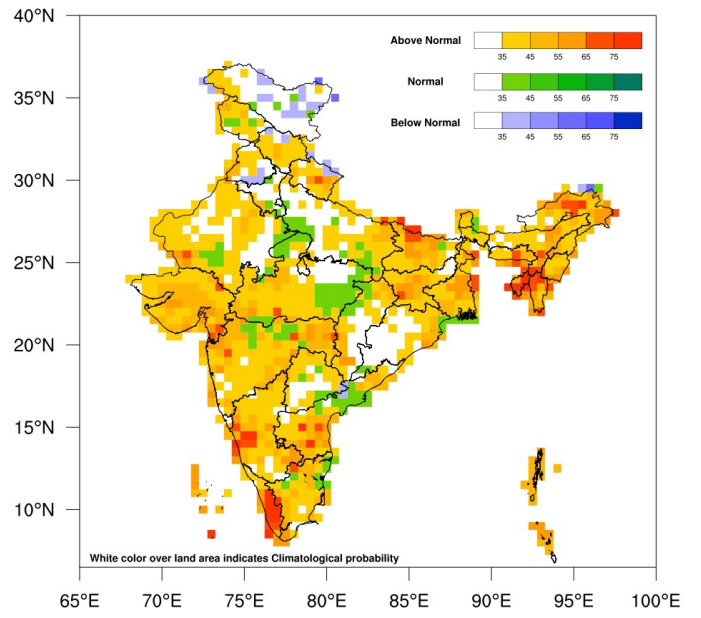 40°N
35°N
30°N
25°N
20°N
15°N
10°N
Above Normal
35 45 55 65 75
Normal
35 45 55 65 75
Below Normal
35 45 55 65 75
White color over land area indicates Climatological probability
65°E 70°E 75°E 80°E 85°E 90°E 95°E 100°E